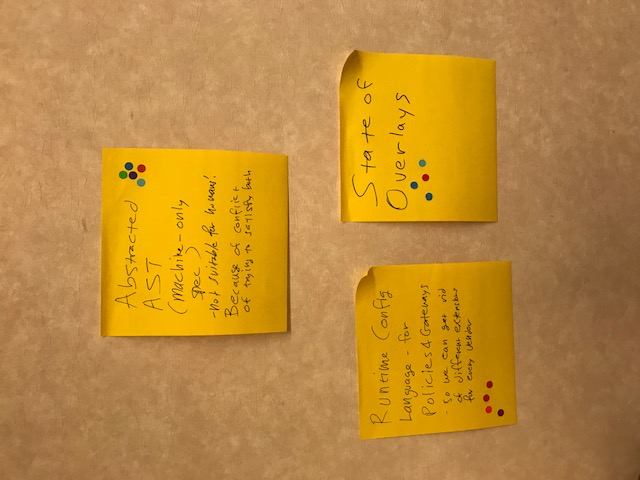 Abstracted
AST
(machine-only
spec)
-not suitable for humans!
Because of conflict
of trying to satisfy both
Runtime Config
Language - for
Policies & Gateways
- so we can get rid
of different extensions
for every vendor
State of
Overlays